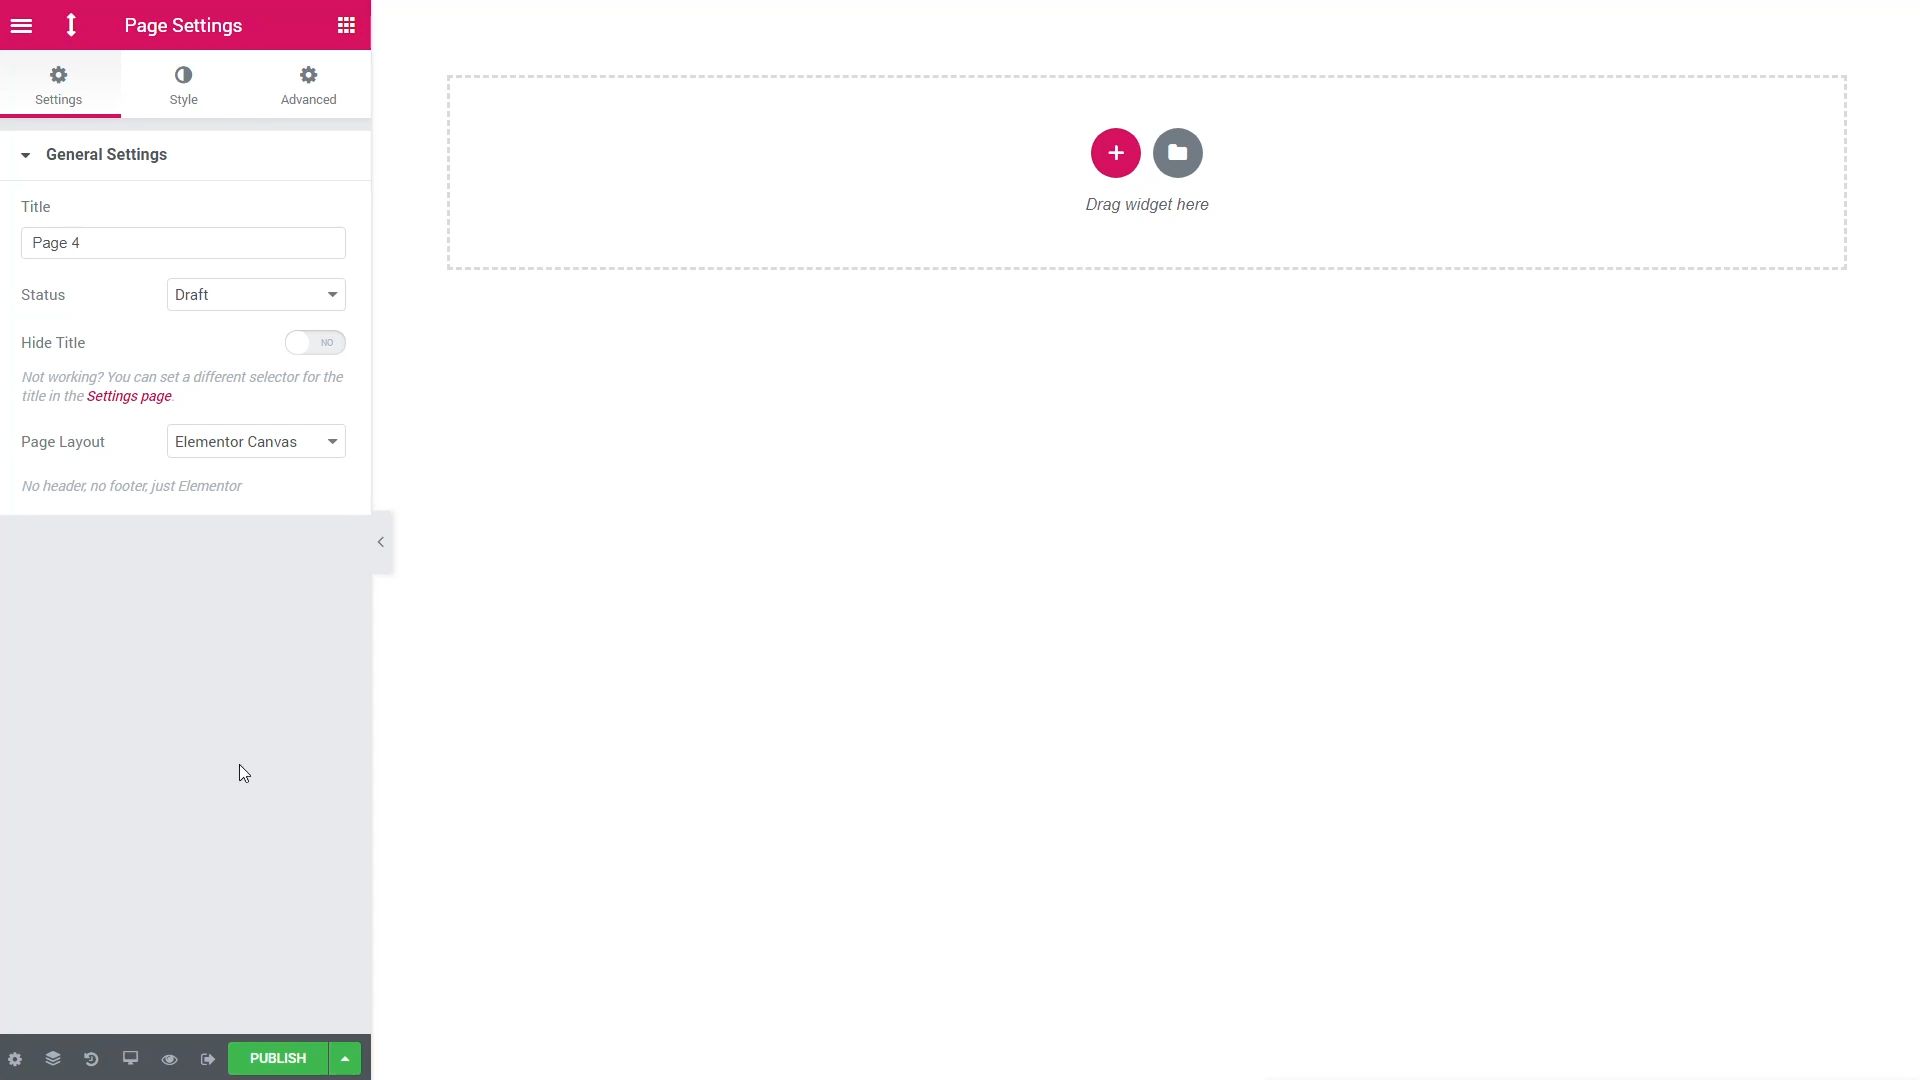 Page Settings
Settings
Style
Advanced
General Settings
Title
Page 4
Status
Draft
Hide Title
NO
Not working? You can set a different selector for the
title in the Settings page.
Page Layout
Elementor Canvas
No header, no footer, just Elementor
PUBLISH
Drag widget here